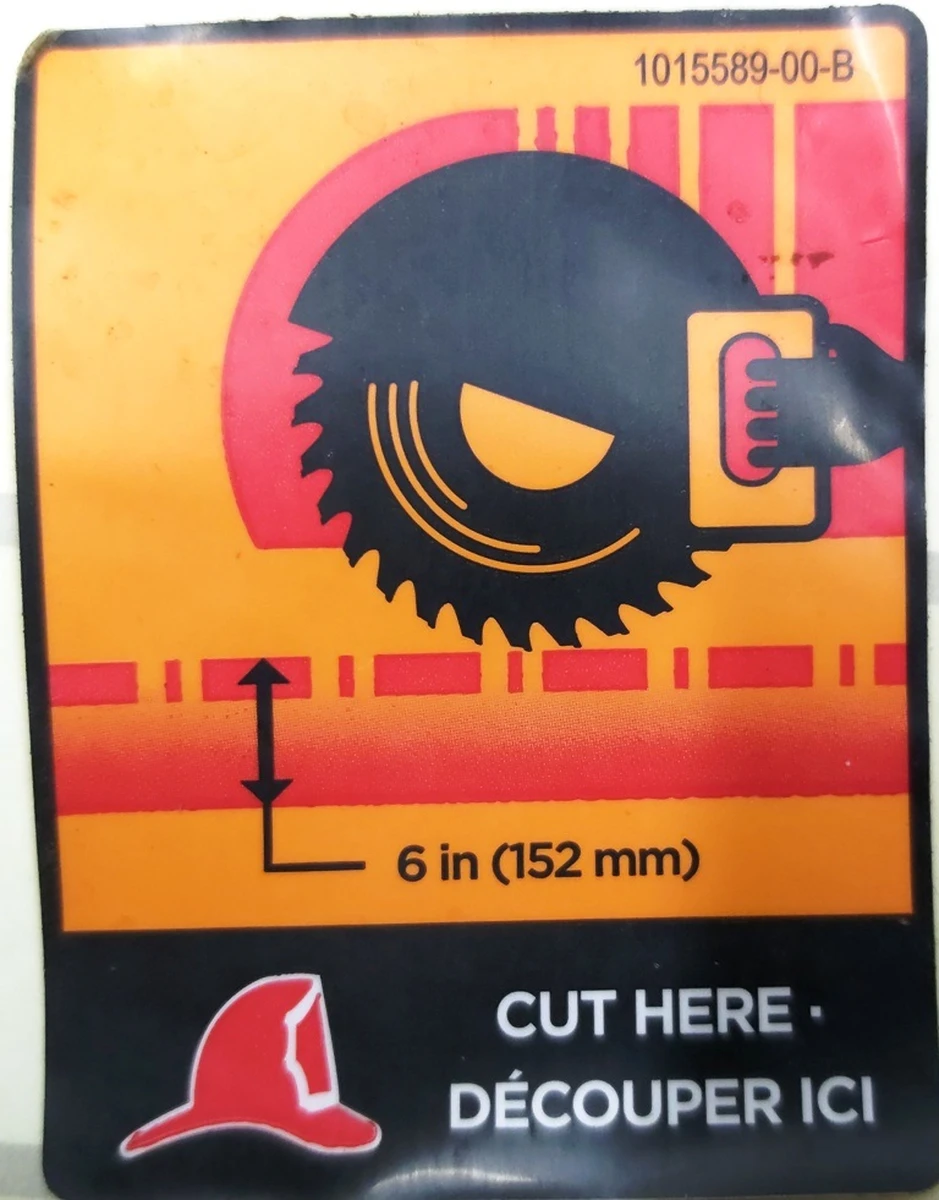 1015589-00-B
6 in (152 mm)
CUT HERE ·
DÉCOUPER ICI